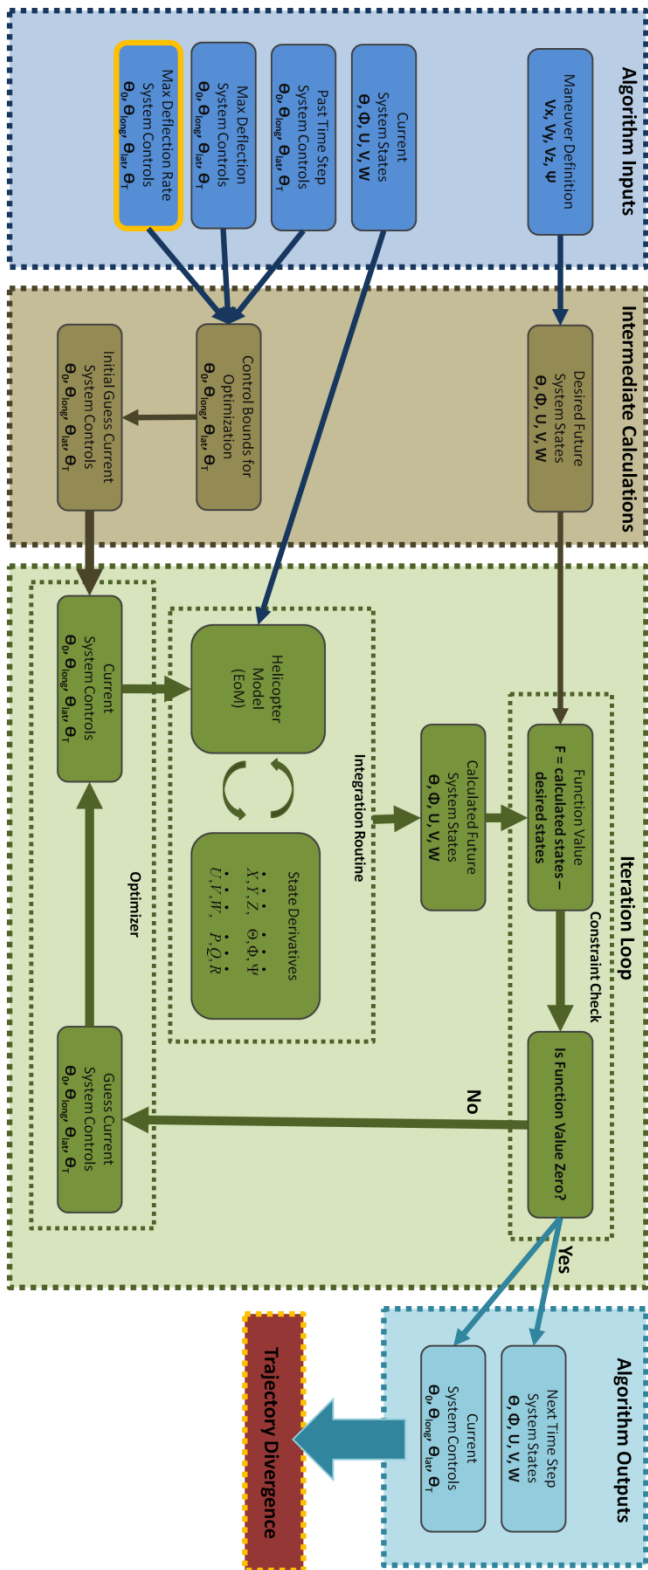 Algorithm Inputs
Maneuver Definition
Vx, Vy, Vz, Ψ
Current
System States
Θ, Φ, U, V, W
Past Time Step
System Controls
Θ₀, Θlong, Θlat, ΘT
Max Deflection
System Controls
Θ₀, Θlong, Θlat, ΘT
Max Deflection Rate
System Controls
Θ₀, Θlong, Θlat, ΘT
Intermediate Calculations
Desired Future
System States
Θ, Φ, U, V, W
Control Bounds for
Optimization
Θ₀, Θlong, Θlat, ΘT
Initial Guess Current
System Controls
Θ₀, Θlong, Θlat, ΘT
Iteration Loop
Function Value
F = calculated states –
desired states
Constraint Check
Is Function Value Zero?
Calculated Future
System States
Θ, Φ, U, V, W
Integration Routine
Helicopter
Model
(EoM)
State Derivatives
Ẋ,Ẏ,Ż, Θ̇,Φ̇,Ψ̇
U̇,V̇,Ẇ, Ṗ,Q̇,Ṙ
No
Yes
Optimizer
Current
System Controls
Θ₀, Θlong, Θlat, ΘT
Guess Current
System Controls
Θ₀, Θlong, Θlat, ΘT
Algorithm Outputs
Next Time Step
System States
Θ, Φ, U, V, W
Current
System Controls
Θ₀, Θlong, Θlat, ΘT
Trajectory Divergence